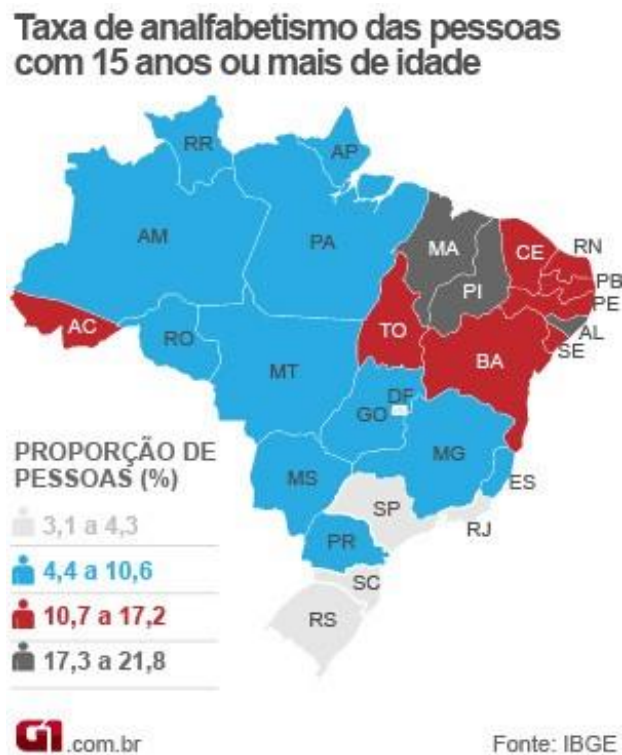 Taxa de analfabetismo das pessoas
com 15 anos ou mais de idade
RR
AP
AM
PA
MA
CE
RN
PB
PE
PI
AL
SE
AC
TO
RO
BA
MT
DF
GO
MG
ES
MS
SP
RJ
PR
SC
RS
PROPORÇÃO DE
PESSOAS (%)
3,1 a 4,3
4,4 a 10,6
10,7 a 17,2
17,3 a 21,8
G1.com.br
Fonte: IBGE